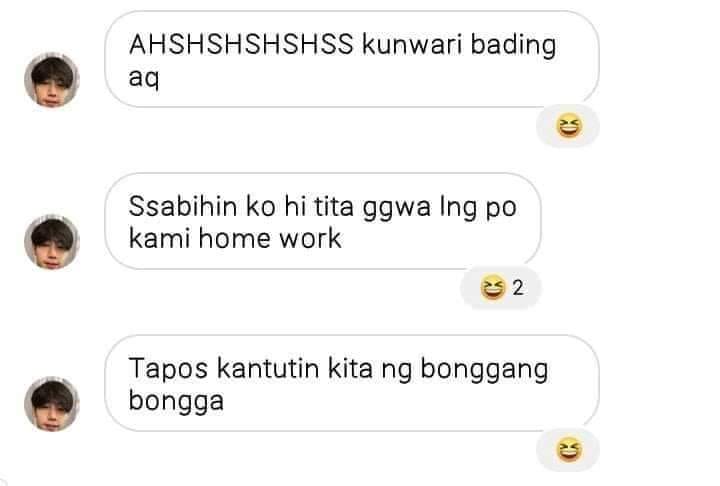 AHSHSHSHSHSS kunwari bading
aq
😆
Ssabihin ko hi tita ggwa lng po
kami home work
😆 2
Tapos kantutin kita ng bonggang
bongga
😆